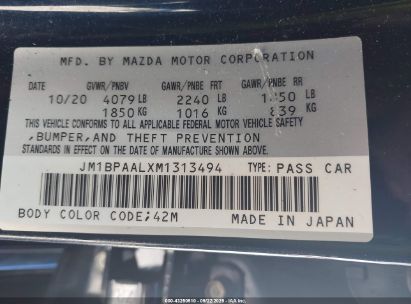 MFD. BY MAZDA MOTOR CORPORATION
GVWR/PNBV GAWR/PNBE FRT GAWR/PNBE RR
10/20 4079 LB 2240 LB LB
1850 KG 1016 KG 839 KG
THIS VEHICLE CONFORMS TO ALL APPLICABLE FEDERAL MOTOR VEHICLE SAFETY
,BUMPER,AND THEFT PREVENTION
STANDARDS IN EFFECT ON THE DATE OF MANUFACTURE SHOWN ABOVE.
JM1BPAALXM1313494 TYPE: PASS CAR
BODY COLOR CODE;42M MADE IN JAPAN